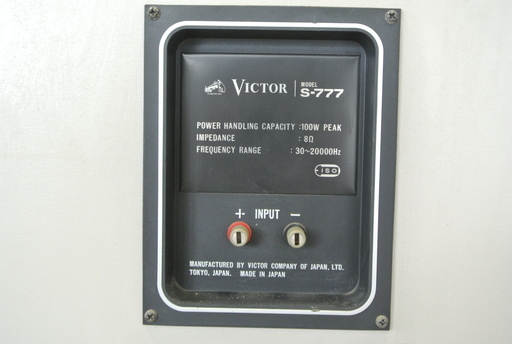 VICTOR MODEL S-777
POWER HANDLING CAPACITY :100W PEAK
IMPEDANCE : 8Ω
FREQUENCY RANGE : 30~20000Hz
ISO
+ INPUT −
MANUFACTURED BY VICTOR COMPANY OF JAPAN, LTD.
TOKYO, JAPAN. MADE IN JAPAN